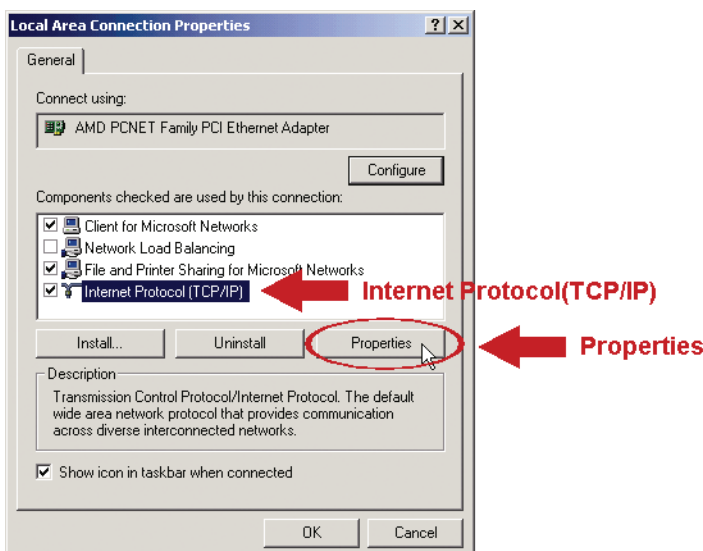 Local Area Connection Properties
General
Connect using:
AMD PCNET Family PCI Ethernet Adapter
Configure
Components checked are used by this connection:
Client for Microsoft Networks
Network Load Balancing
File and Printer Sharing for Microsoft Networks
Internet Protocol (TCP/IP)
Internet Protocol(TCP/IP)
Install...
Uninstall
Properties
Properties
Description
Transmission Control Protocol/Internet Protocol. The default
wide area network protocol that provides communication
across diverse interconnected networks.
Show icon in taskbar when connected
OK
Cancel